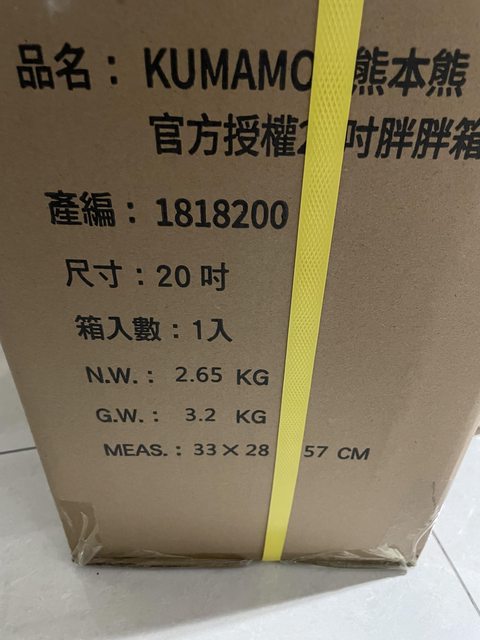 品名：KUMAMO 熊本熊
官方授權2 吋胖胖箱
產編：1818200
尺寸：20 吋
箱入數：1入
N.W.： 2.65 KG
G.W.： 3.2 KG
MEAS.：33×28 57 CM